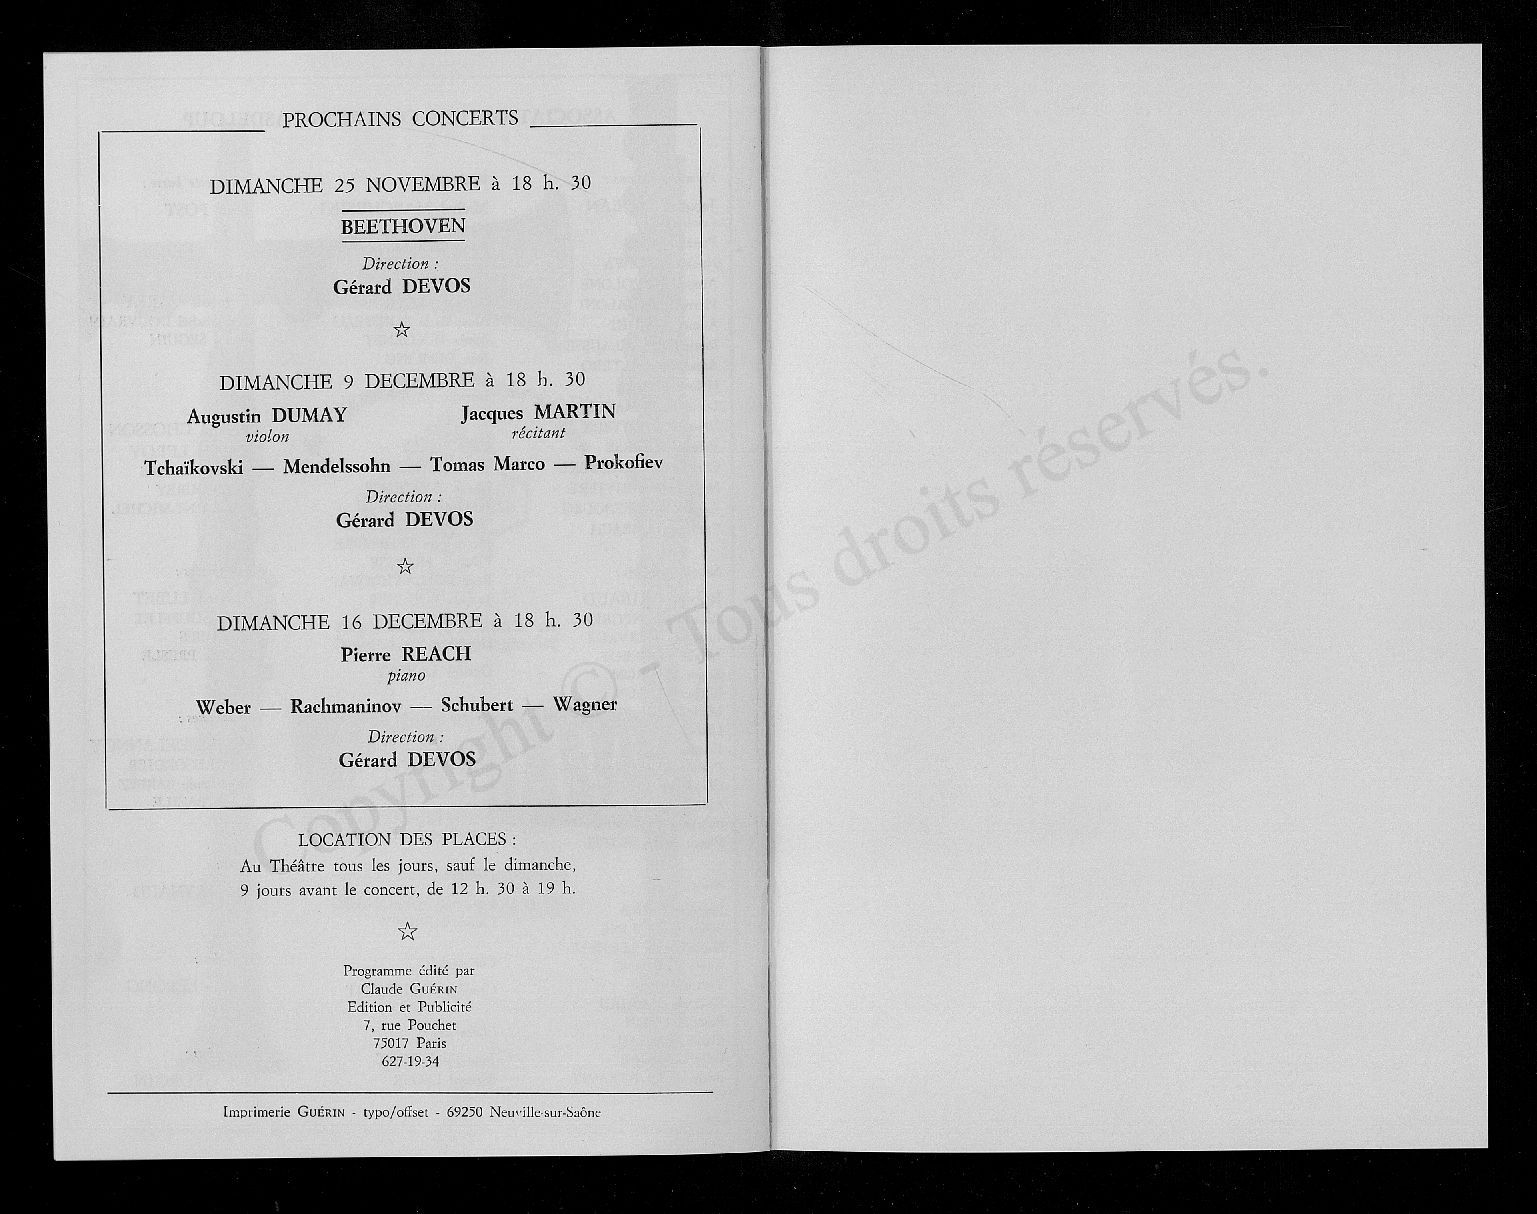 PROCHAINS CONCERTS
DIMANCHE 25 NOVEMBRE à 18 h. 30
BEETHOVEN
Direction :
Gérard DEVOS
☆
DIMANCHE 9 DECEMBRE à 18 h. 30
Augustin DUMAY Jacques MARTIN
violon récitant
Tchaïkovski — Mendelssohn — Tomas Marco — Prokofiev
Direction :
Gérard DEVOS
☆
DIMANCHE 16 DECEMBRE à 18 h. 30
Pierre REACH
piano
Weber — Rachmaninov — Schubert — Wagner
Direction :
Gérard DEVOS
LOCATION DES PLACES :
Au Théâtre tous les jours, sauf le dimanche,
9 jours avant le concert, de 12 h. 30 à 19 h.
☆
Programme édité par
Claude GUÉRIN
Edition et Publicité
7, rue Pouchet
75017 Paris
627-19-34
Imprimerie GUÉRIN - typo/offset - 69250 Neuville-sur-Saône
Copyright © - Tous droits réservés.